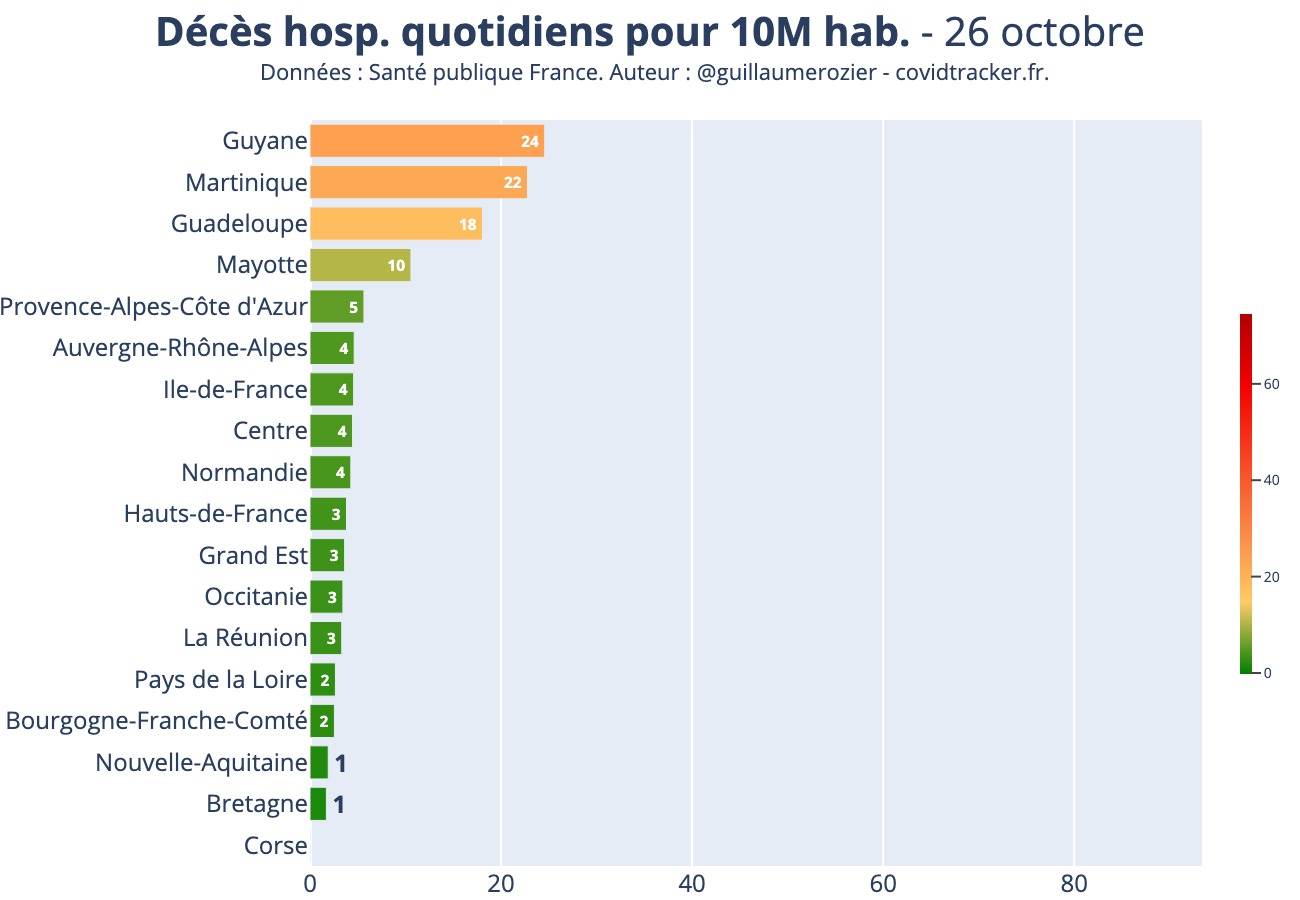 Décès hosp. quotidiens pour 10M hab. - 26 octobre
Données : Santé publique France. Auteur : @guillaumerozier - covidtracker.fr.
Guyane 24
Martinique 22
Guadeloupe 18
Mayotte 10
Provence-Alpes-Côte d'Azur 5
Auvergne-Rhône-Alpes 4
Ile-de-France 4
Centre 4
Normandie 4
Hauts-de-France 3
Grand Est 3
Occitanie 3
La Réunion 3
Pays de la Loire 2
Bourgogne-Franche-Comté 2
Nouvelle-Aquitaine 1
Bretagne 1
Corse
0 20 40 60 80
60
40
20
0